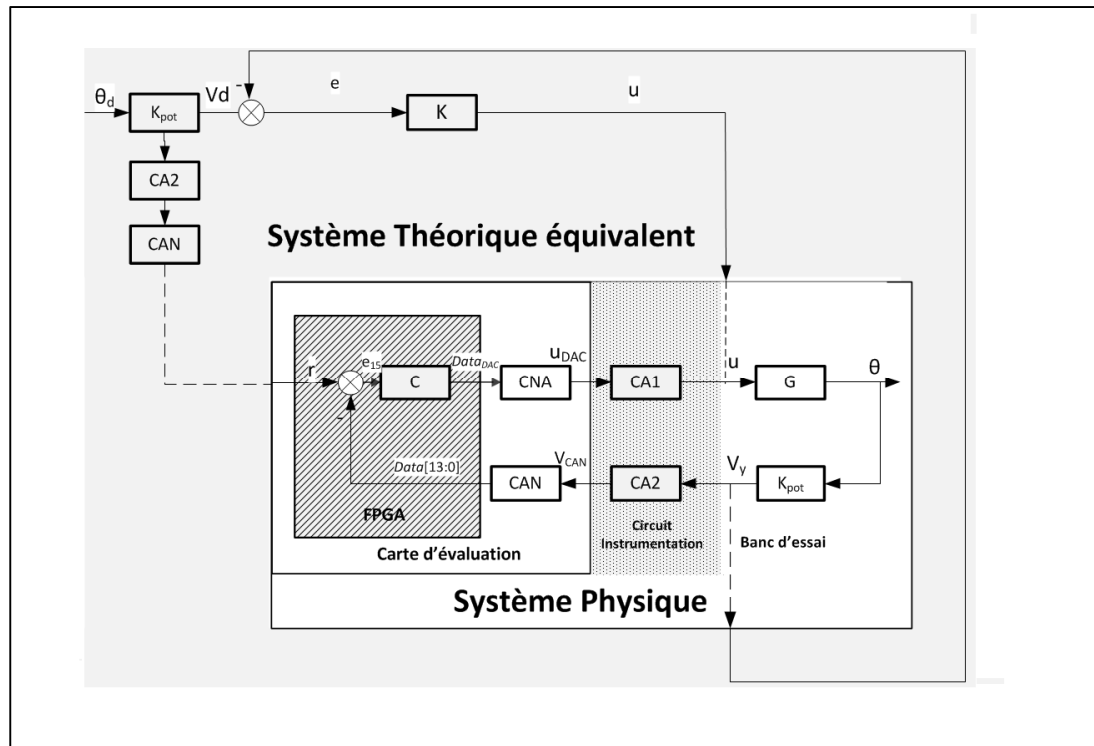 θd Kpot Vd - e K u
CA2
CAN
Système Théorique équivalent
r e15 C DataDAC CNA uDAC CA1 u G θ
-
Data[13:0] CAN VCAN CA2 Vy Kpot
FPGA
Circuit
Instrumentation
Banc d'essai
Carte d'évaluation
Système Physique